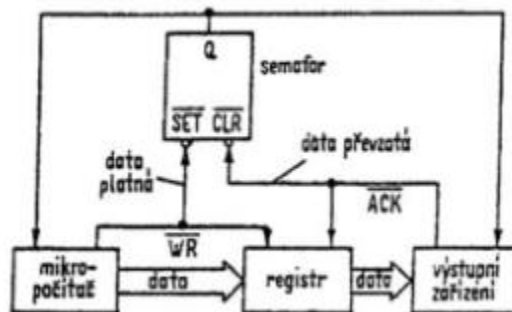 Q
semafor
SET CLR
data
platná
data převzatá
ACK
WR
mikro-
počítač
data
registr
data
výstupní
zařízení